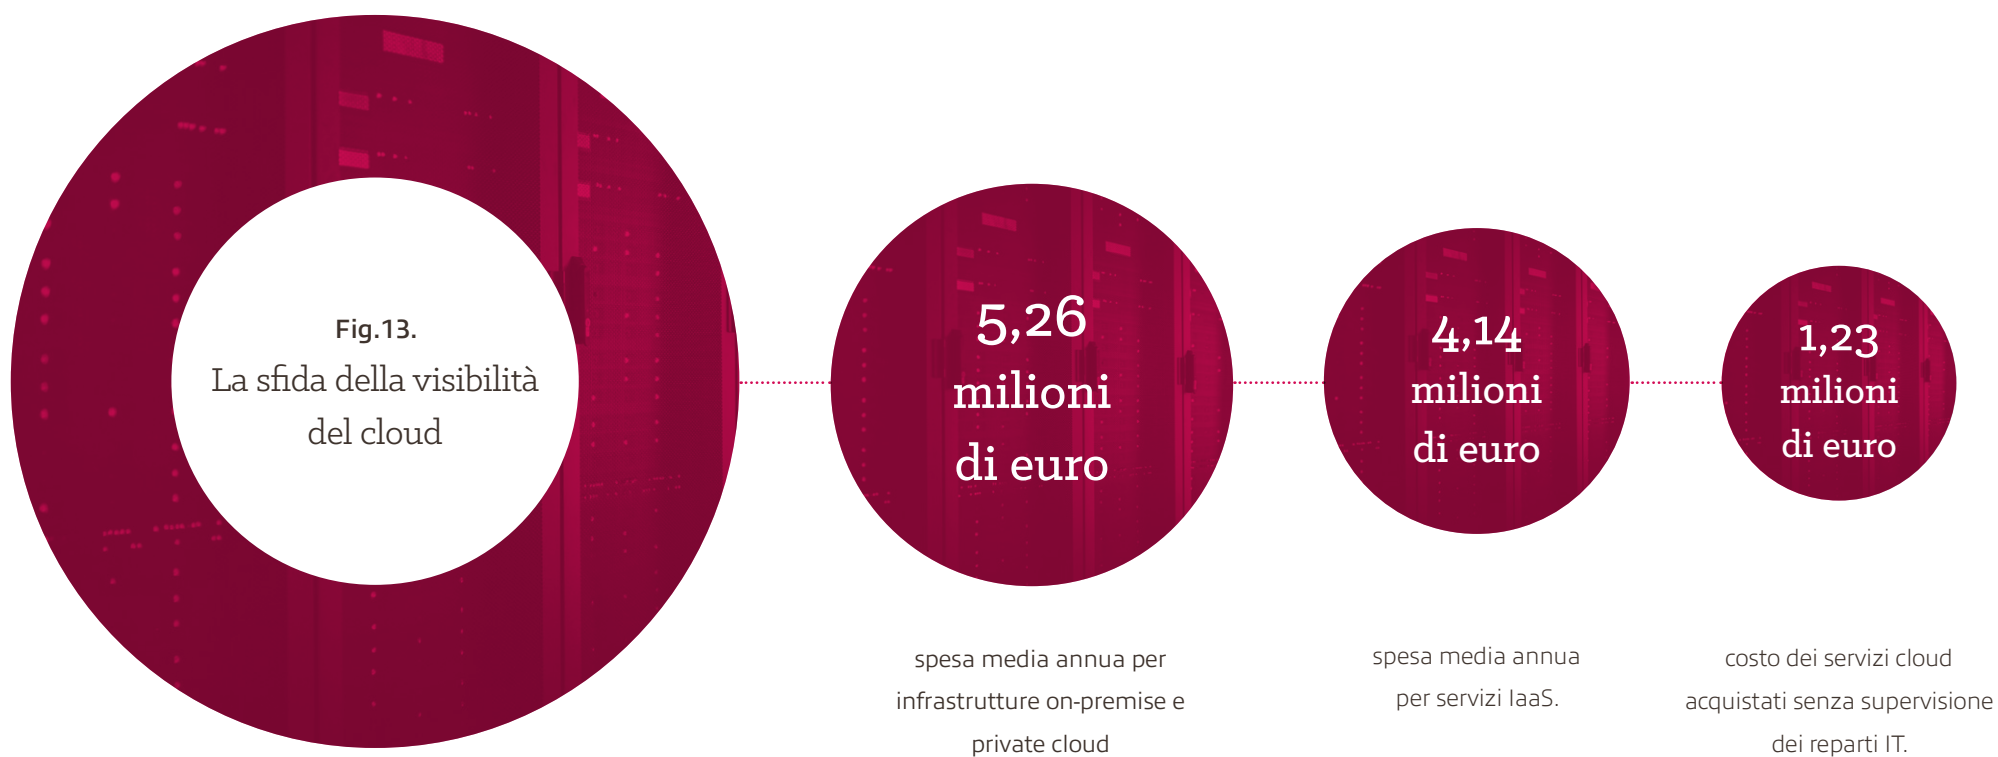 Fig.13.
La sfida della visibilità
del cloud
5,26
milioni
di euro
spesa media annua per
infrastrutture on-premise e
private cloud
4,14
milioni
di euro
spesa media annua
per servizi IaaS.
1,23
milioni
di euro
costo dei servizi cloud
acquistati senza supervisione
dei reparti IT.